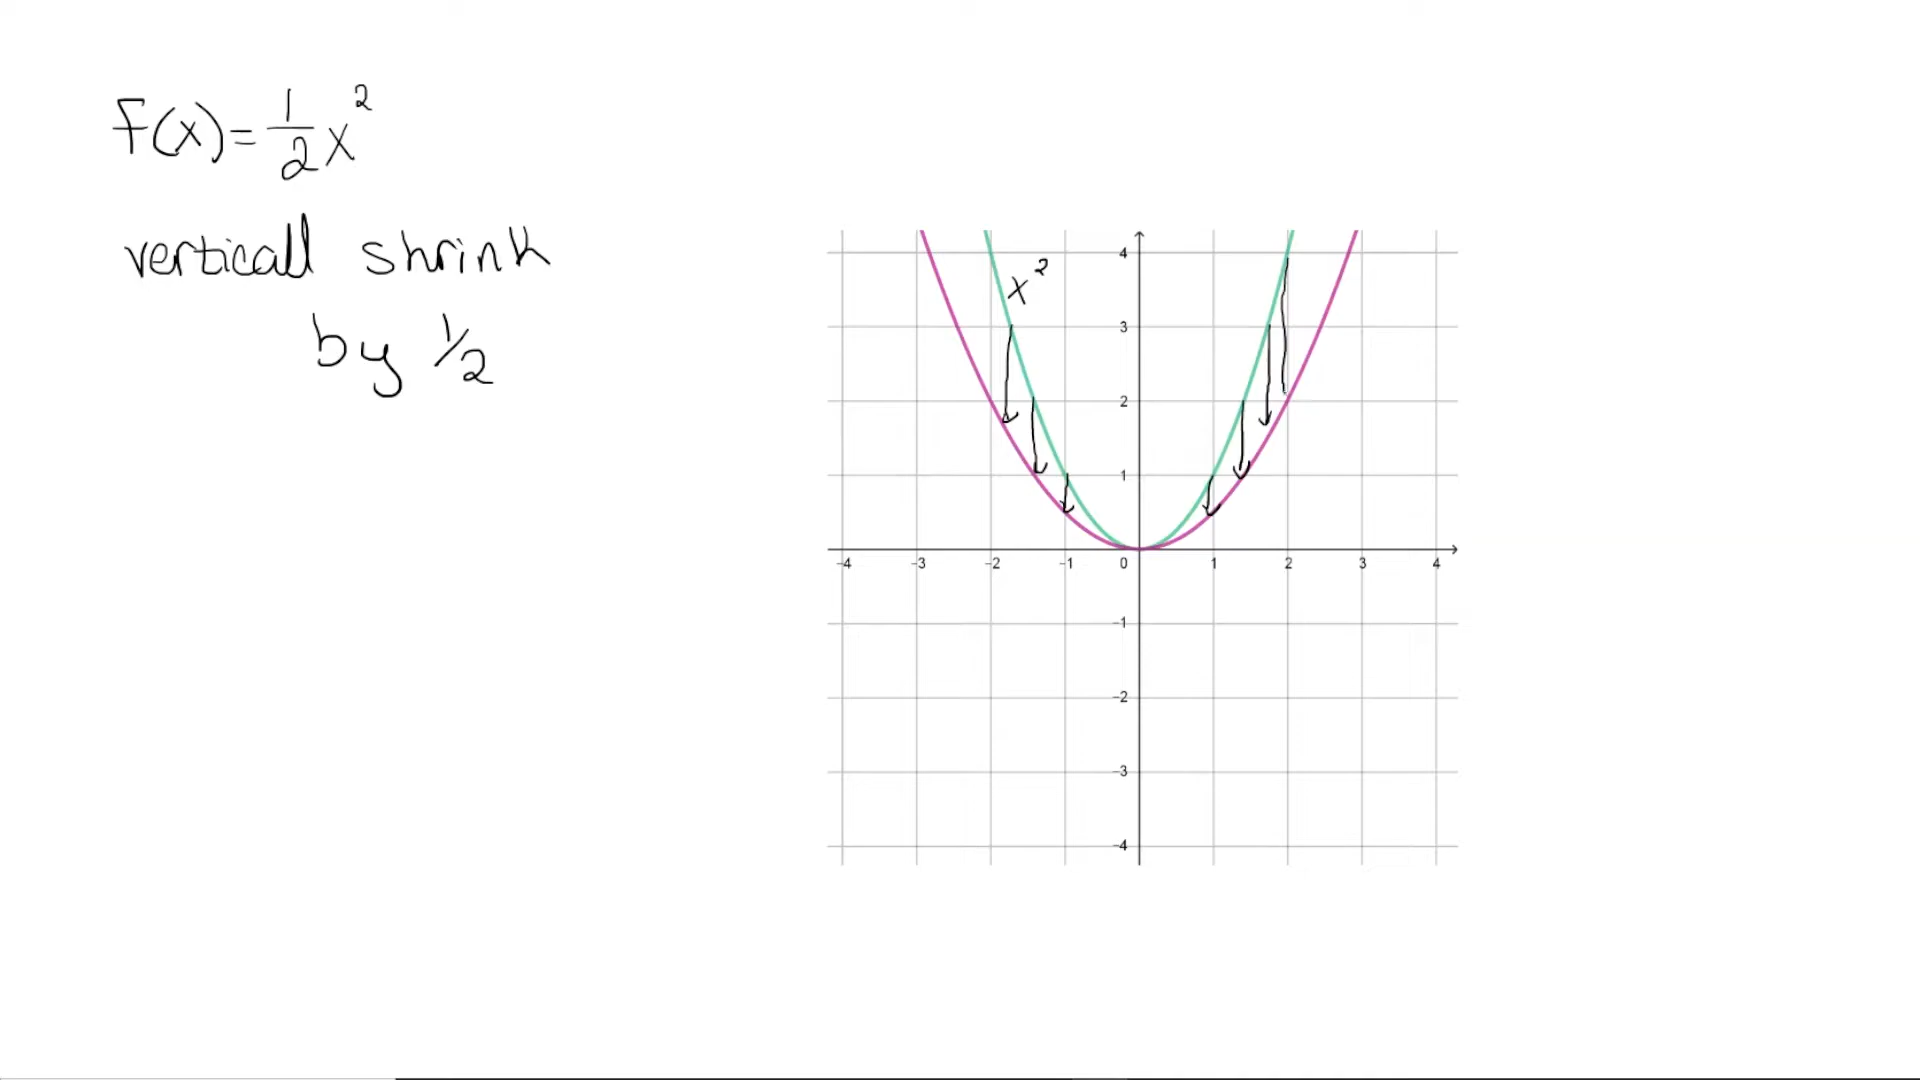 f(x)=1/2 x²
verticall shrink
by 1/2
x²
4
3
2
1
-4 -3 -2 -1 0 1 2 3 4
-1
-2
-3
-4